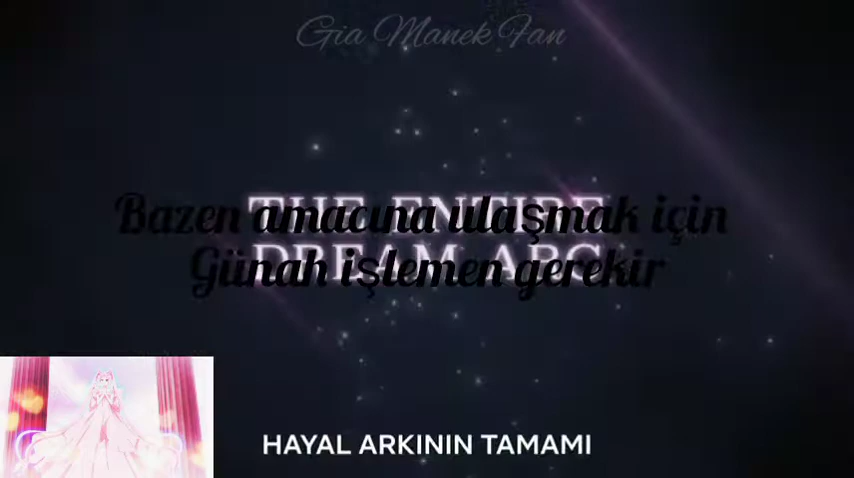 Gia Manek Fan
THE ENTIRE
DREAM ARC
Bazen amacına ulaşmak için
Günah işlemen gerekir
HAYAL ARKININ TAMAMI